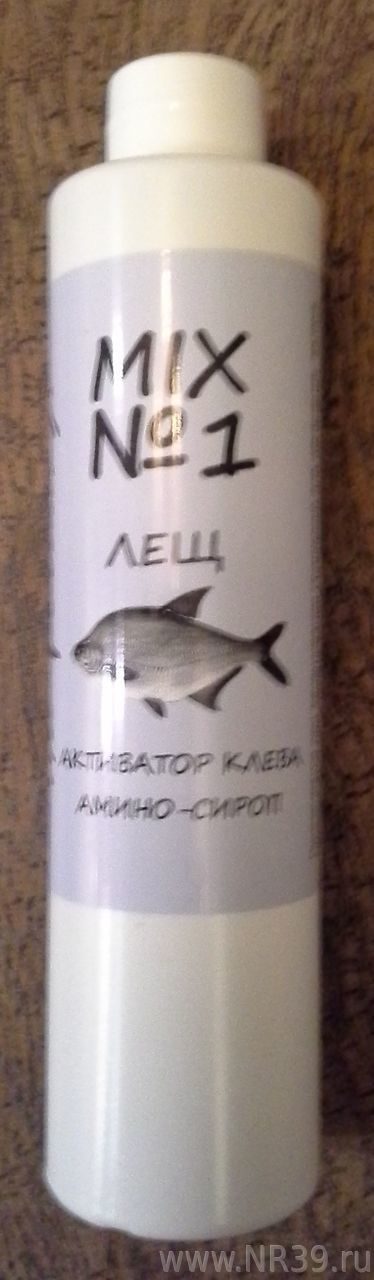 MIX
№1
ЛЕЩ
АКТИВАТОР КЛЕВА
АМИНО-СИРОП
www.NR39.ru